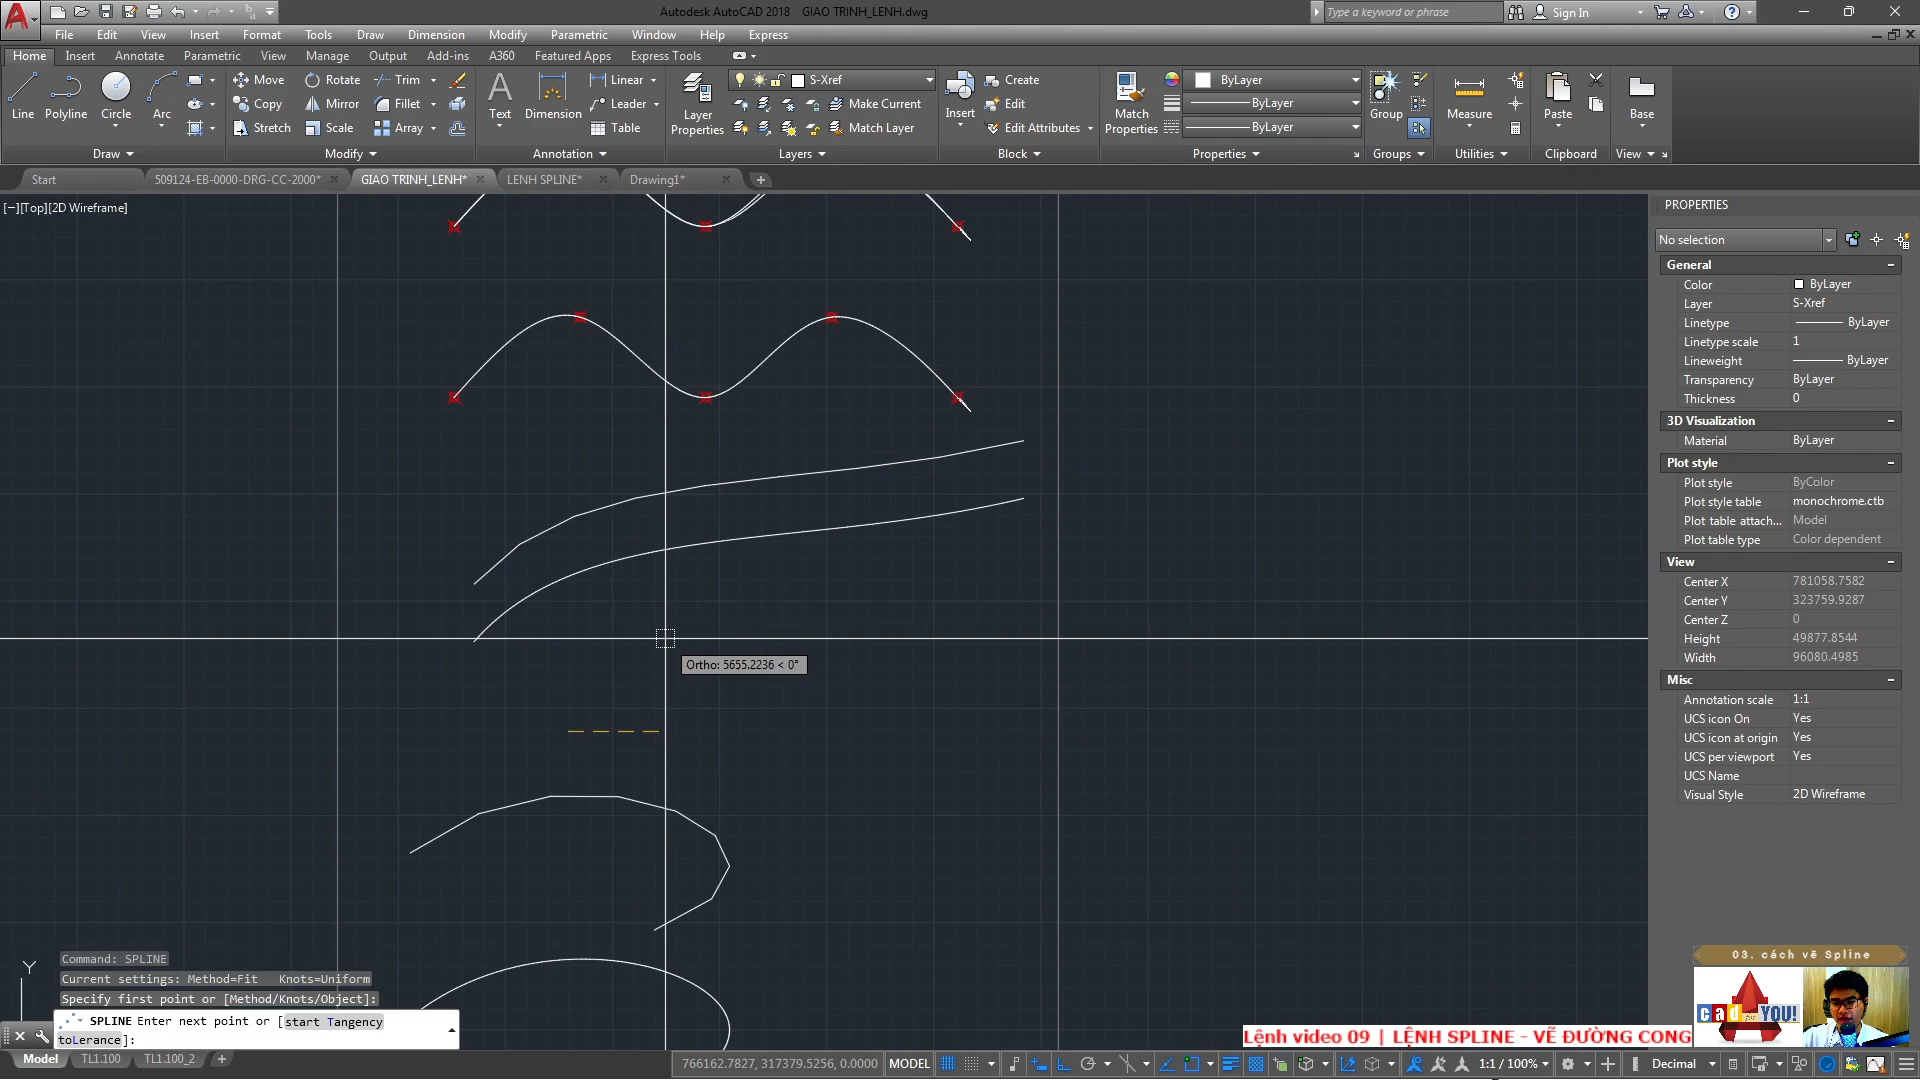 Autodesk AutoCAD 2018 GIAO TRINH_LENH.dwg
Type a keyword or phrase
Sign In
File Edit View Insert Format Tools Draw Dimension Modify Parametric Window Help Express
Home Insert Annotate Parametric View Manage Output Add-ins A360 Featured Apps Express Tools
Line Polyline Circle Arc
Move Rotate Trim
Copy Mirror Fillet
Stretch Scale Array
Text Dimension
Linear
Leader
Table
Layer Properties
S-Xref
Make Current
Match Layer
Insert
Create
Edit
Edit Attributes
Match Properties
ByLayer
ByLayer
ByLayer
Group
Measure
Paste
Base
Draw Modify Annotation Layers Block Properties Groups Utilities Clipboard View
Start 509124-EB-0000-DRG-CC-2000* GIAO TRINH_LENH* LENH SPLINE* Drawing1*
[−][Top][2D Wireframe]
Ortho: 5655.2236 < 0°
Y
PROPERTIES
No selection
General
Color ByLayer
Layer S-Xref
Linetype ByLayer
Linetype scale 1
Lineweight ByLayer
Transparency ByLayer
Thickness 0
3D Visualization
Material ByLayer
Plot style
Plot style ByColor
Plot style table monochrome.ctb
Plot table attach... Model
Plot table type Color dependent
View
Center X 781058.7582
Center Y 323759.9287
Center Z 0
Height 49877.8544
Width 96080.4985
Misc
Annotation scale 1:1
UCS icon On Yes
UCS icon at origin Yes
UCS per viewport Yes
UCS Name
Visual Style 2D Wireframe
03. cách vẽ Spline
cad for YOU!
Lệnh video 09 | LỆNH SPLINE - VẼ ĐƯỜNG CONG
Command: SPLINE
Current settings: Method=Fit Knots=Uniform
Specify first point or [Method/Knots/Object]:
SPLINE Enter next point or [start Tangency
toLerance]:
Model TL1.100 TL1.100_2
766162.7827, 317379.5256, 0.0000 MODEL 1:1 / 100% Decimal